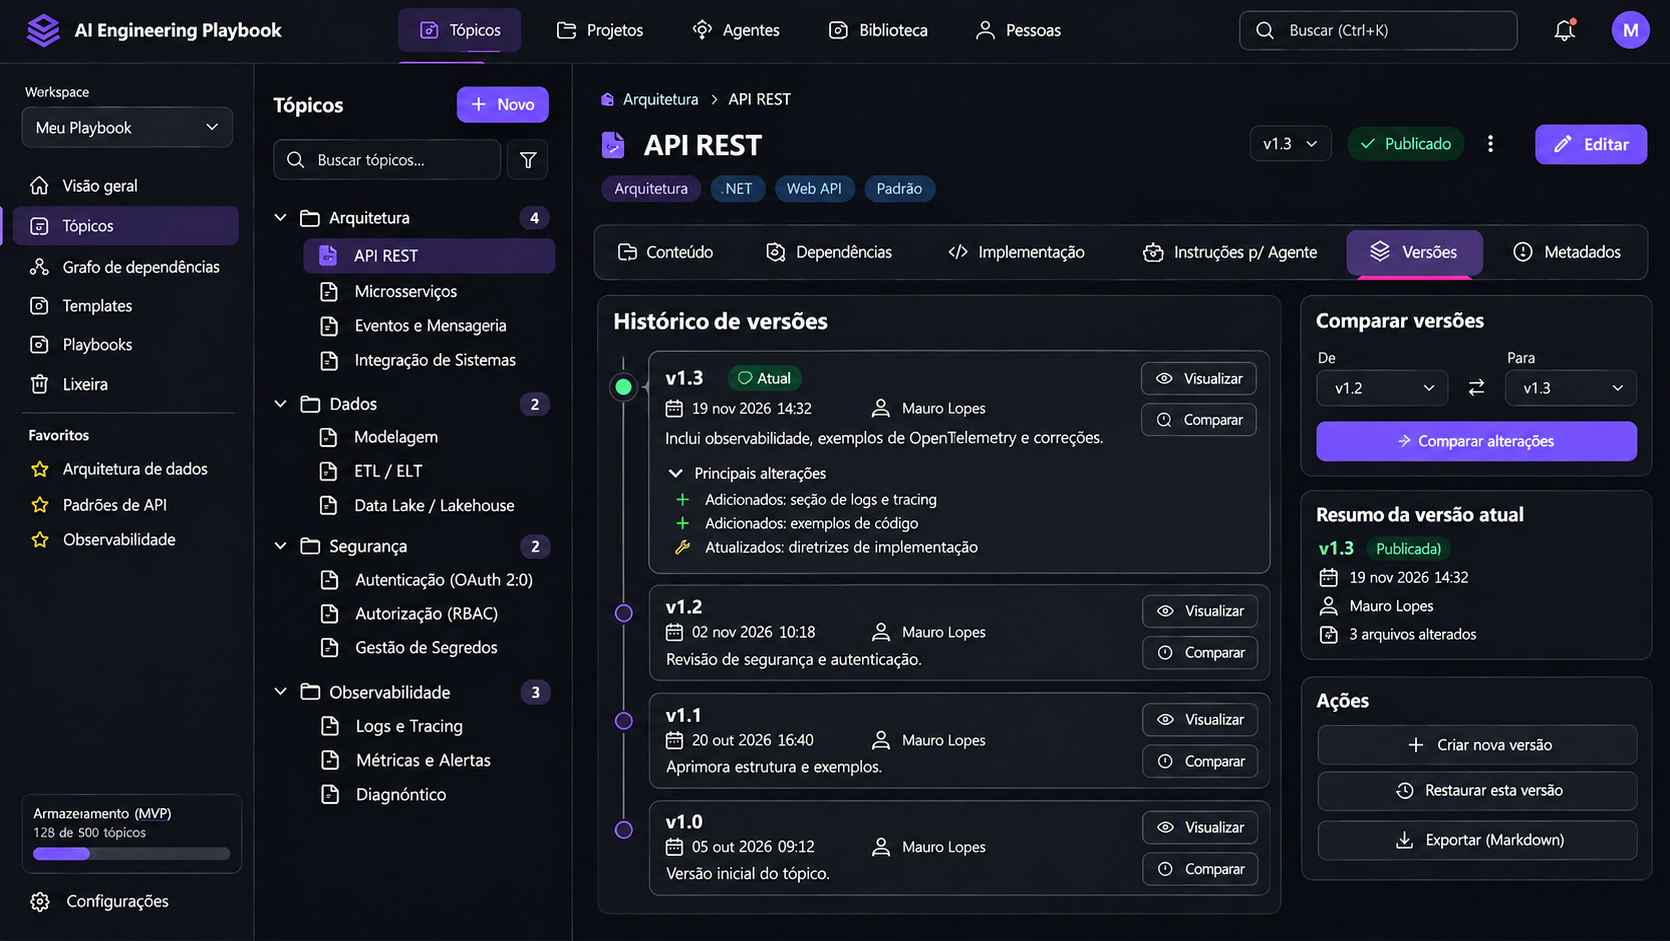 AI Engineering Playbook
Tópicos
Projetos
Agentes
Biblioteca
Pessoas
Buscar (Ctrl+K)
M
Workspace
Meu Playbook
Visão geral
Tópicos
Grafo de dependências
Templates
Playbooks
Lixeira
Favoritos
Arquitetura de dados
Padrões de API
Observabilidade
Armazeıamento (MVP)
128 de 500 tópicos
Configurações
Tópicos
+ Novo
Buscar tópicos...
Arquitetura 4
API REST
Microsserviços
Eventos e Mensageria
Integração de Sistemas
Dados 2
Modelagem
ETL / ELT
Data Lake / Lakehouse
Segurança 2
Autenticação (OAuth 2:0)
Autorização (RBAC)
Gestão de Segredos
Observabilidade 3
Logs e Tracing
Métricas e Alertas
Diagnóntico
Arquitetura > API REST
API REST
v1.3
Publicado
Editar
Arquitetura
.NET
Web API
Padrão
Conteúdo
Dependências
</> Implementação
Instruções p/ Agente
Versões
Metadados
Histórico de versões
v1.3 Atual
Visualizar
19 nov 2026 14:32 Mauro Lopes
Comparar
Inclui observabilidade, exemplos de OpenTelemetry e correções.
Principais alterações
+ Adicionados: seção de logs e tracing
+ Adicionados: exemplos de código
Atualizados: diretrizes de implementação
v1.2
Visualizar
02 nov 2026 10:18 Mauro Lopes
Comparar
Revisão de segurança e autenticação.
v1.1
Visualizar
20 out 2026 16:40 Mauro Lopes
Comparar
Aprimora estrutura e exemplos.
v1.0
Visualizar
05 out 2026 09:12 Mauro Lopes
Comparar
Versão inicial do tópico.
Comparar versões
De Para
v1.2 v1.3
Comparar alterações
Resumo da versão atual
v1.3 Publicada)
19 nov 2026 14:32
Mauro Lopes
3 arquivos alterados
Ações
+ Criar nova versão
Restaurar esta versão
Exportar (Markdown)